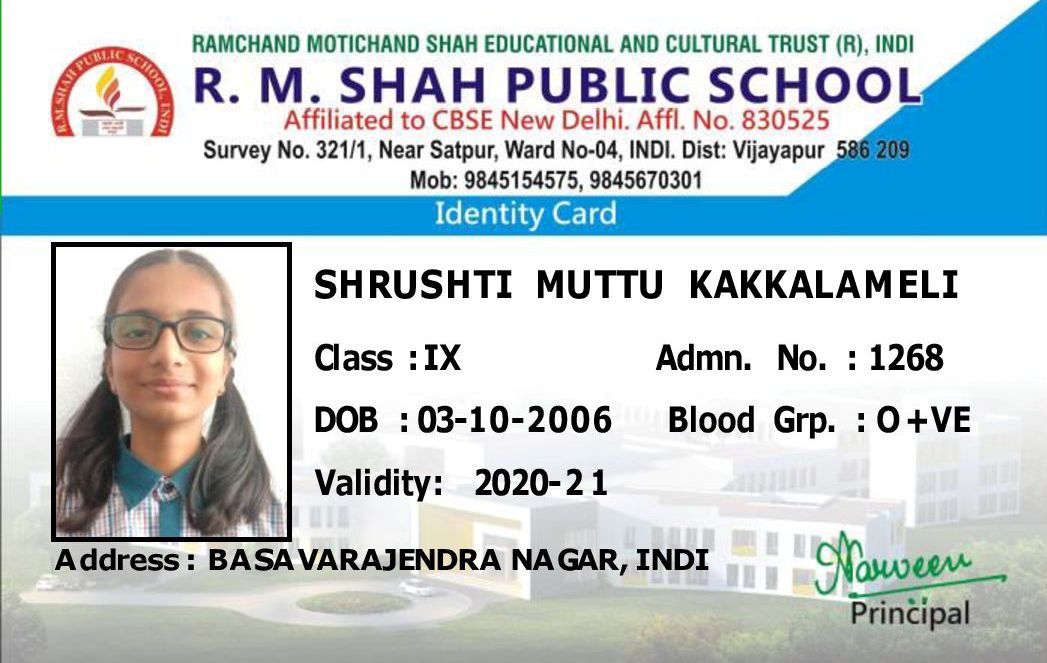 RAMCHAND MOTICHAND SHAH EDUCATIONAL AND CULTURAL TRUST (R), INDI
R. M. SHAH PUBLIC SCHOOL
R.M.SHAH PUBLIC SCHOOL, INDI
Affiliated to CBSE New Delhi. Affl. No. 830525
Survey No. 321/1, Near Satpur, Ward No-04, INDI. Dist: Vijayapur 586 209
Mob: 9845154575, 9845670301
Identity Card
SHRUSHTI MUTTU KAKKALAMELI
Class : IX Admn. No. : 1268
DOB : 03-10-2006 Blood Grp. : O+VE
Validity: 2020-21
Address : BASAVARAJENDRA NAGAR, INDI
Principal